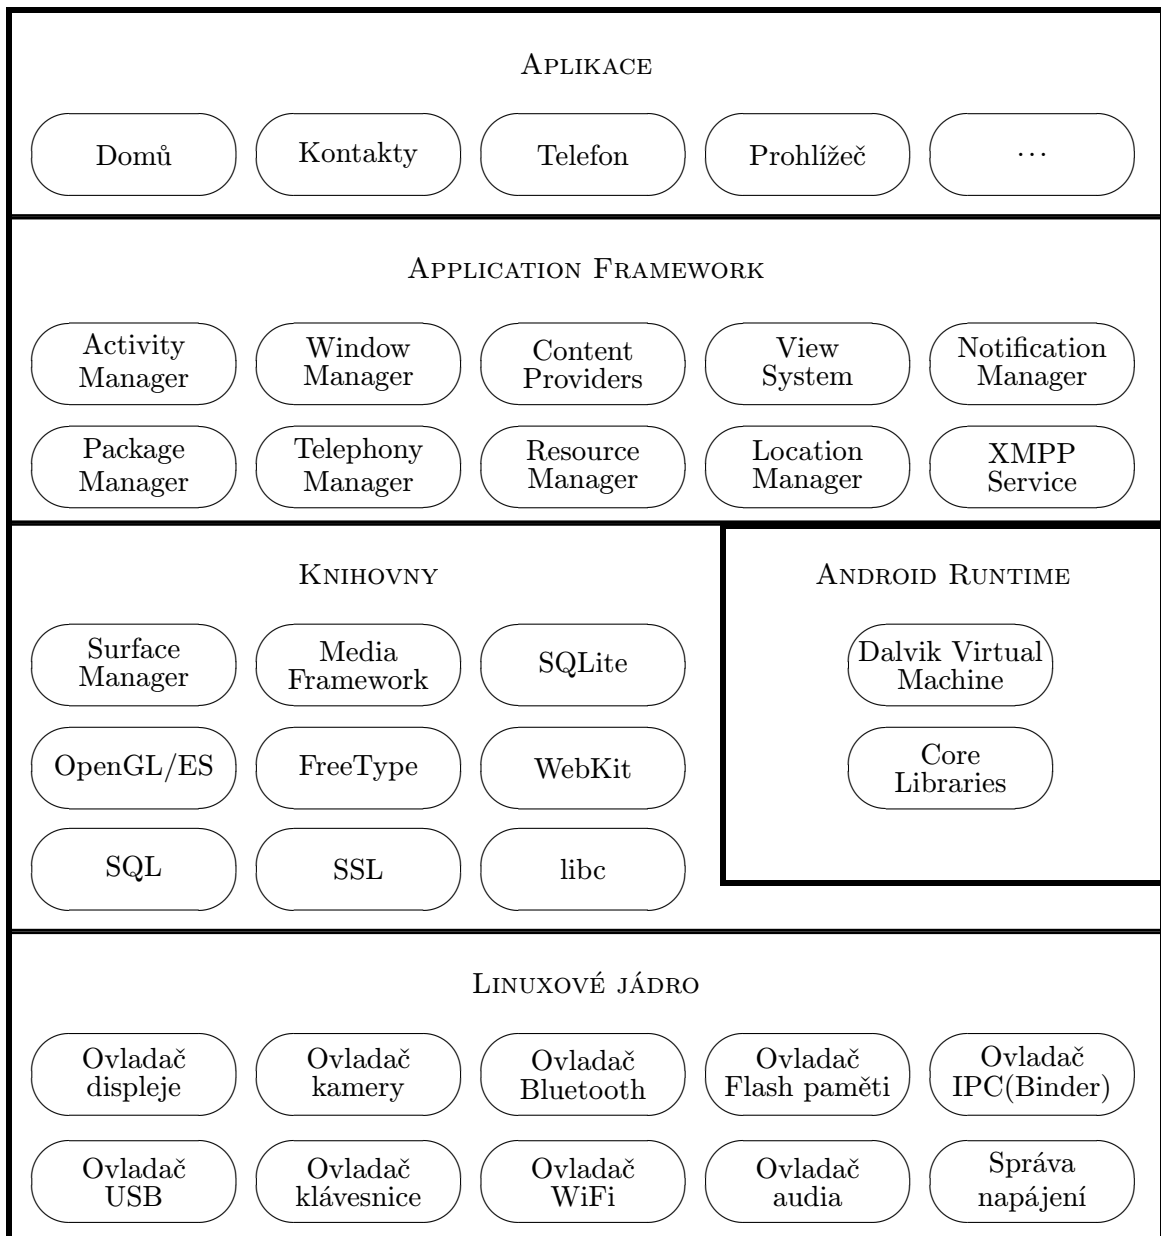 Aplikace
Domů
Kontakty
Telefon
Prohlížeč
...
Application Framework
Activity
Manager
Window
Manager
Content
Providers
View
System
Notification
Manager
Package
Manager
Telephony
Manager
Resource
Manager
Location
Manager
XMPP
Service
Knihovny
Surface
Manager
Media
Framework
SQLite
OpenGL/ES
FreeType
WebKit
SQL
SSL
libc
Android Runtime
Dalvik Virtual
Machine
Core
Libraries
Linuxové jádro
Ovladač
displeje
Ovladač
kamery
Ovladač
Bluetooth
Ovladač
Flash paměti
Ovladač
IPC(Binder)
Ovladač
USB
Ovladač
klávesnice
Ovladač
WiFi
Ovladač
audia
Správa
napájení